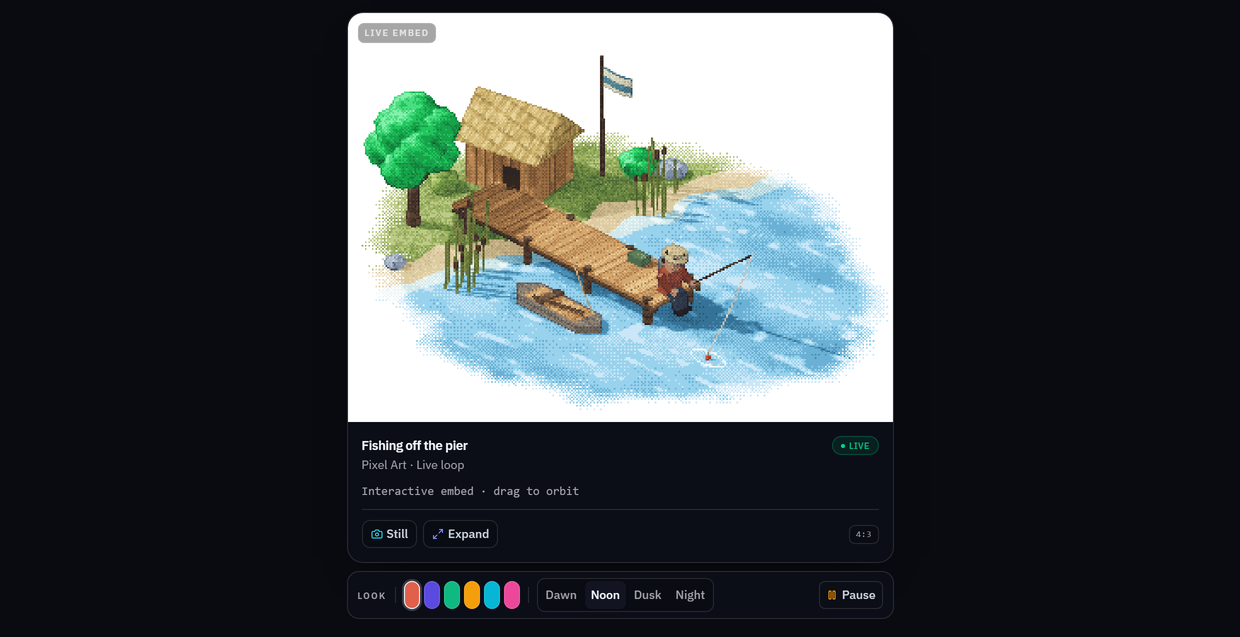 LIVE EMBED
Fishing off the pier
LIVE
Pixel Art · Live loop
Interactive embed · drag to orbit
Still
Expand
4:3
LOOK
Dawn
Noon
Dusk
Night
Pause